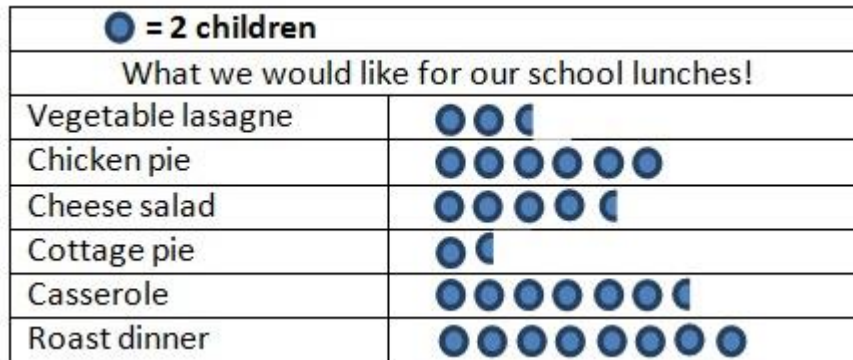 = 2 children
What we would like for our school lunches!
Vegetable lasagne
Chicken pie
Cheese salad
Cottage pie
Casserole
Roast dinner